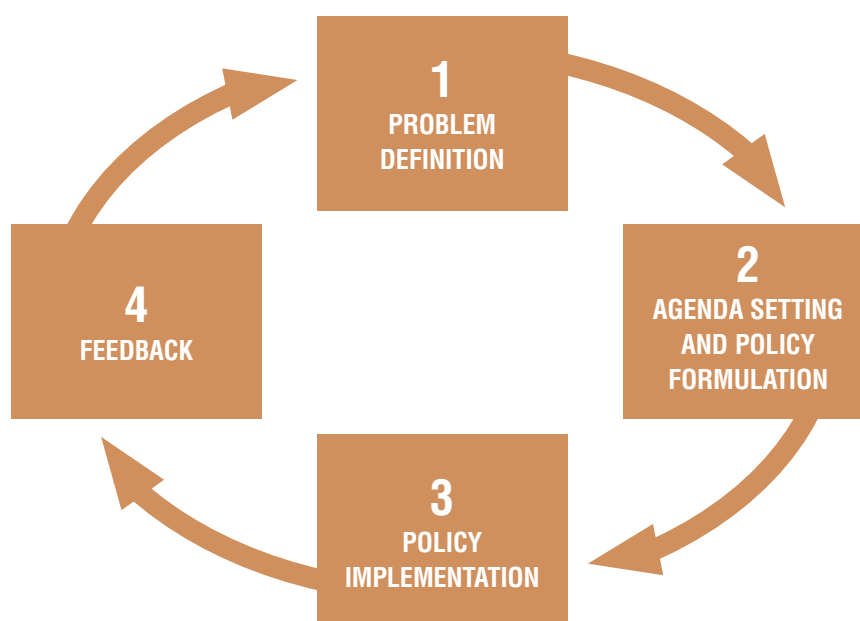 1
PROBLEM
DEFINITION
2
AGENDA SETTING
AND POLICY
FORMULATION
3
POLICY
IMPLEMENTATION
4
FEEDBACK